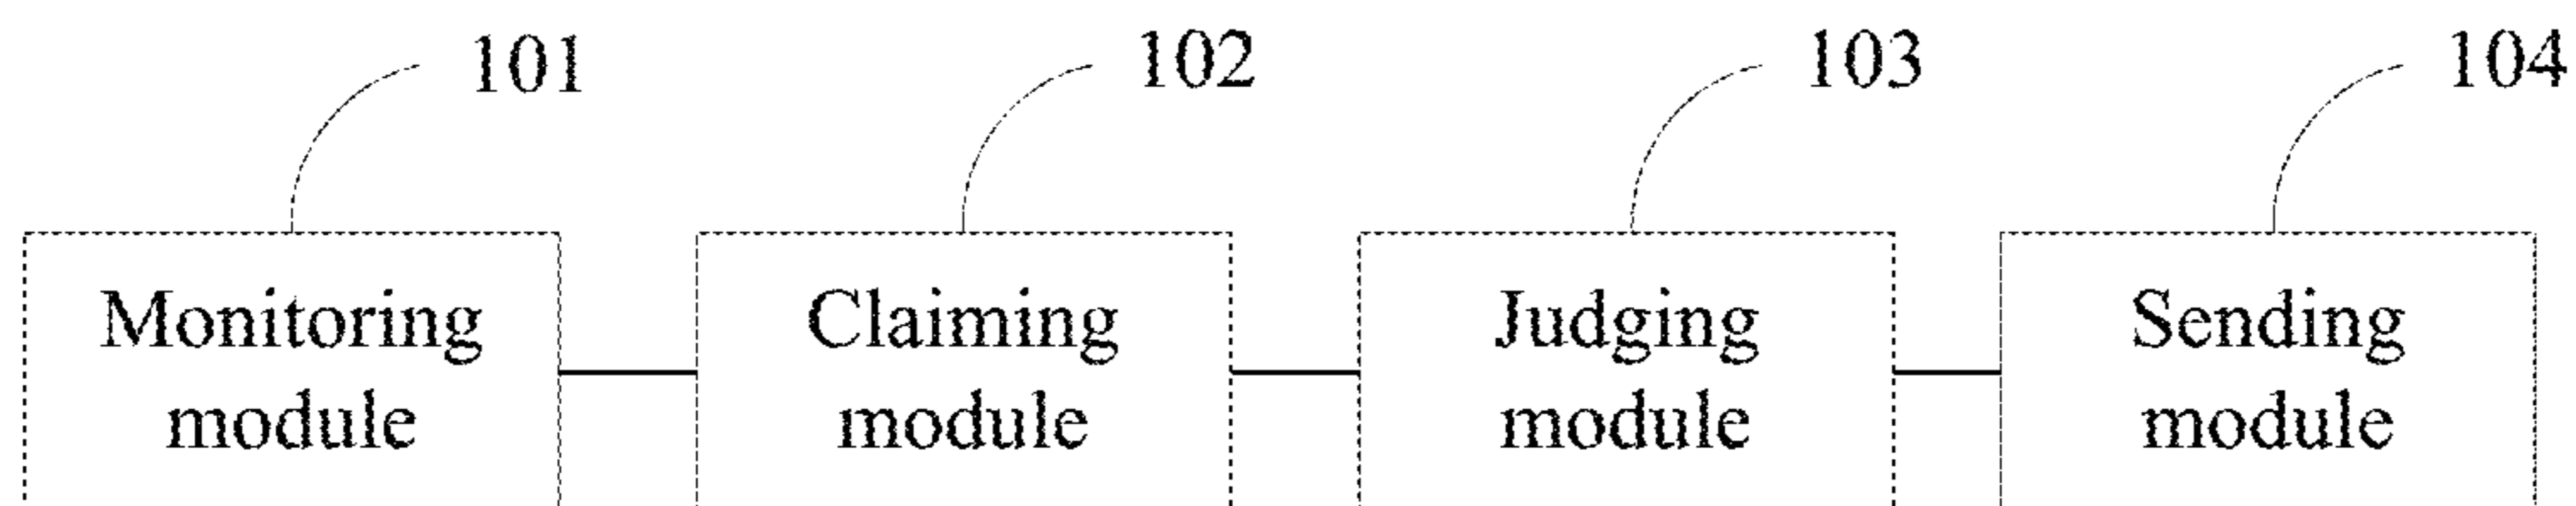 101
102
103
104
Monitoring
module
Claiming
module
Judging
module
Sending
module